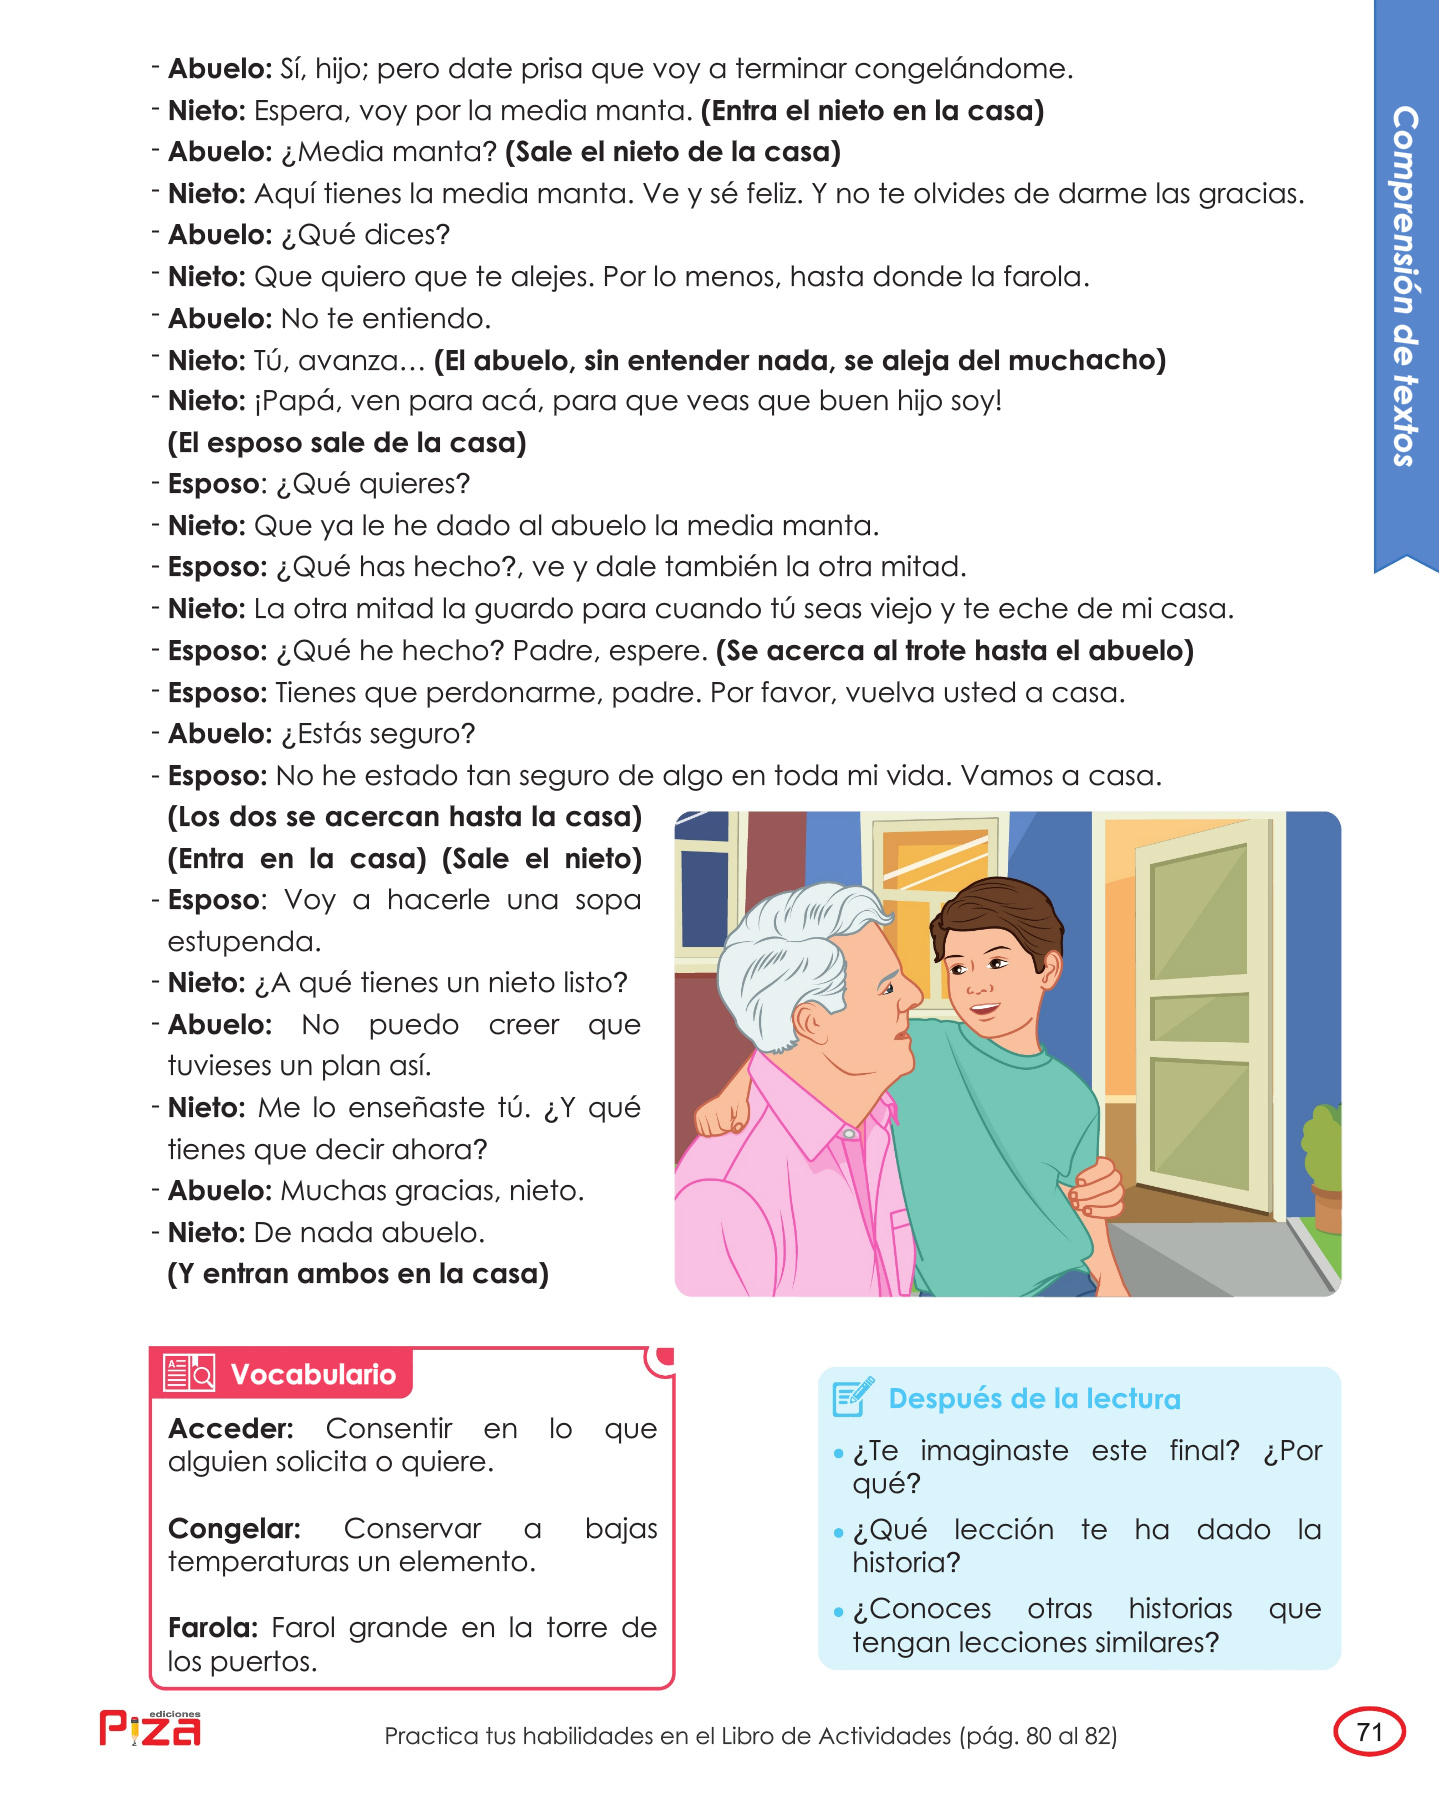 - Abuelo: Sí, hijo; pero date prisa que voy a terminar congelándome.
- Nieto: Espera, voy por la media manta. (Entra el nieto en la casa)
- Abuelo: ¿Media manta? (Sale el nieto de la casa)
- Nieto: Aquí tienes la media manta. Ve y sé feliz. Y no te olvides de darme las gracias.
- Abuelo: ¿Qué dices?
- Nieto: Que quiero que te alejes. Por lo menos, hasta donde la farola.
- Abuelo: No te entiendo.
- Nieto: Tú, avanza... (El abuelo, sin entender nada, se aleja del muchacho)
- Nieto: ¡Papá, ven para acá, para que veas que buen hijo soy!
(El esposo sale de la casa)
- Esposo: ¿Qué quieres?
- Nieto: Que ya le he dado al abuelo la media manta.
- Esposo: ¿Qué has hecho?, ve y dale también la otra mitad.
- Nieto: La otra mitad la guardo para cuando tú seas viejo y te eche de mi casa.
- Esposo: ¿Qué he hecho? Padre, espere. (Se acerca al trote hasta el abuelo)
- Esposo: Tienes que perdonarme, padre. Por favor, vuelva usted a casa.
- Abuelo: ¿Estás seguro?
- Esposo: No he estado tan seguro de algo en toda mi vida. Vamos a casa.
(Los dos se acercan hasta la casa)
(Entra en la casa) (Sale el nieto)
- Esposo: Voy a hacerle una sopa
estupenda.
- Nieto: ¿A qué tienes un nieto listo?
- Abuelo: No puedo creer que
tuvieses un plan así.
- Nieto: Me lo enseñaste tú. ¿Y qué
tienes que decir ahora?
- Abuelo: Muchas gracias, nieto.
- Nieto: De nada abuelo.
(Y entran ambos en la casa)
Comprensión de textos
Vocabulario
Acceder: Consentir en lo que
alguien solicita o quiere.
Congelar: Conservar a bajas
temperaturas un elemento.
Farola: Farol grande en la torre de
los puertos.
Después de la lectura
• ¿Te imaginaste este final? ¿Por
qué?
• ¿Qué lección te ha dado la
historia?
• ¿Conoces otras historias que
tengan lecciones similares?
ediciones
Piza
Practica tus habilidades en el Libro de Actividades (pág. 80 al 82)
71